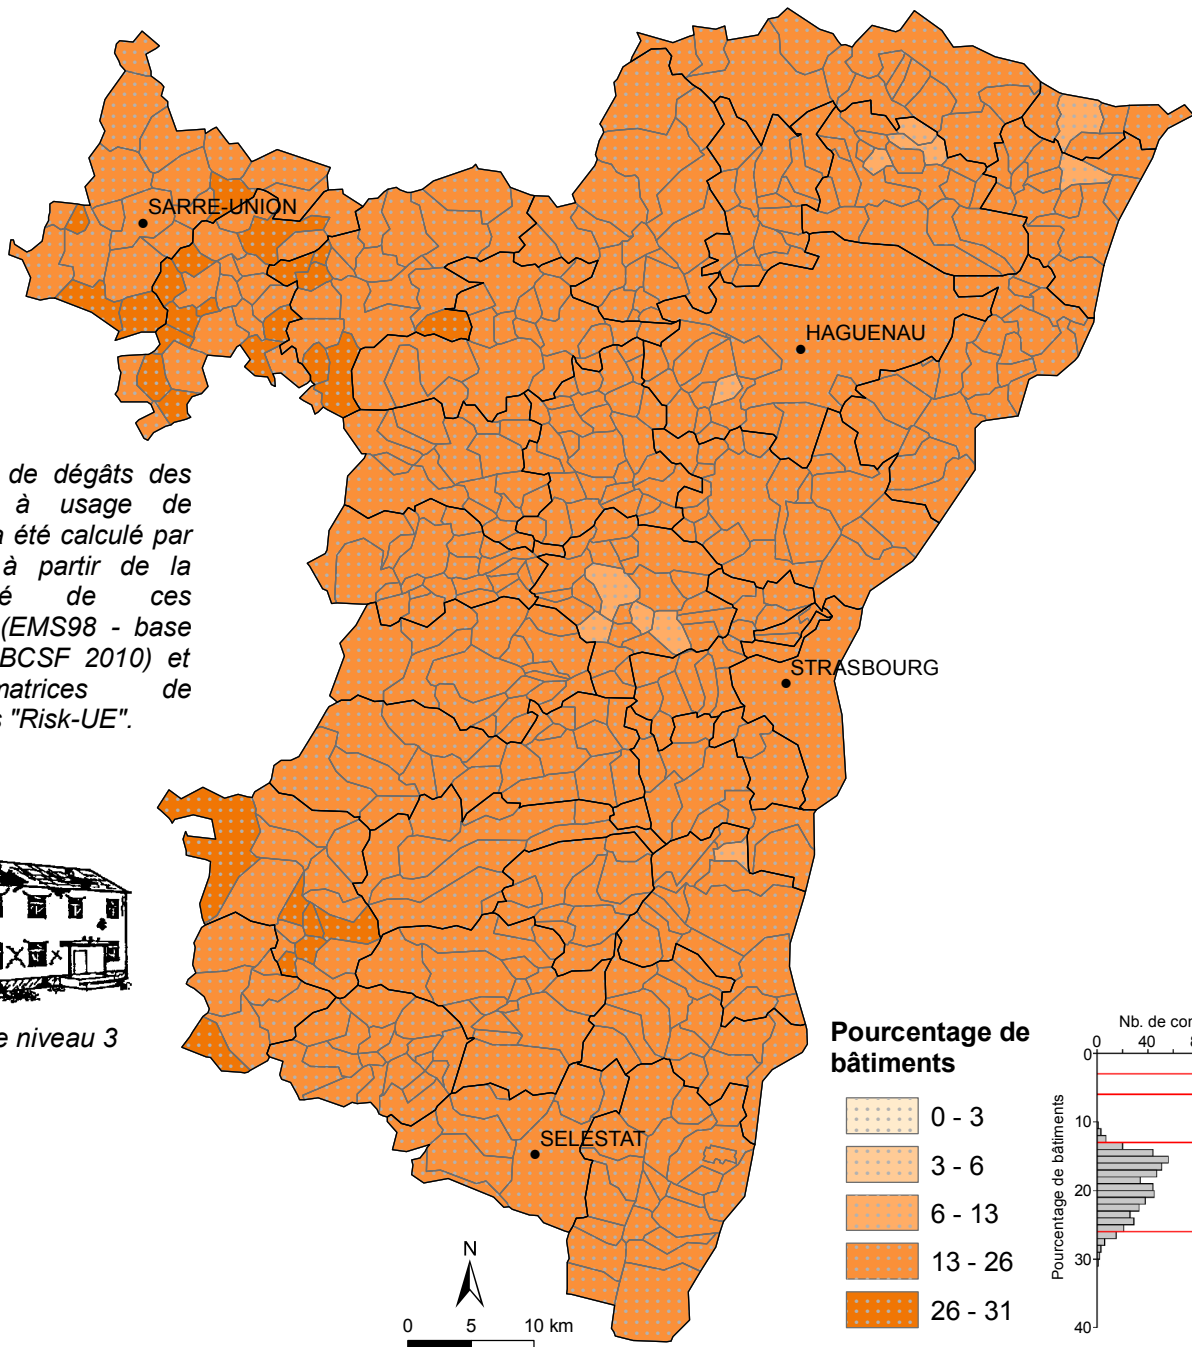 SARRE-UNION
HAGUENAU
de dégâts des
à usage de
a été calculé par
à partir de la
é de ces
(EMS98 - base
BCSF 2010) et
matrices de
s "Risk-UE".
STRASBOURG
e niveau 3
SELESTAT
N
0 5 10 km
Pourcentage de
bâtiments
0 - 3
3 - 6
6 - 13
13 - 26
26 - 31
Nb. de con
0 40 8
Pourcentage de bâtiments
0
10
20
30
40